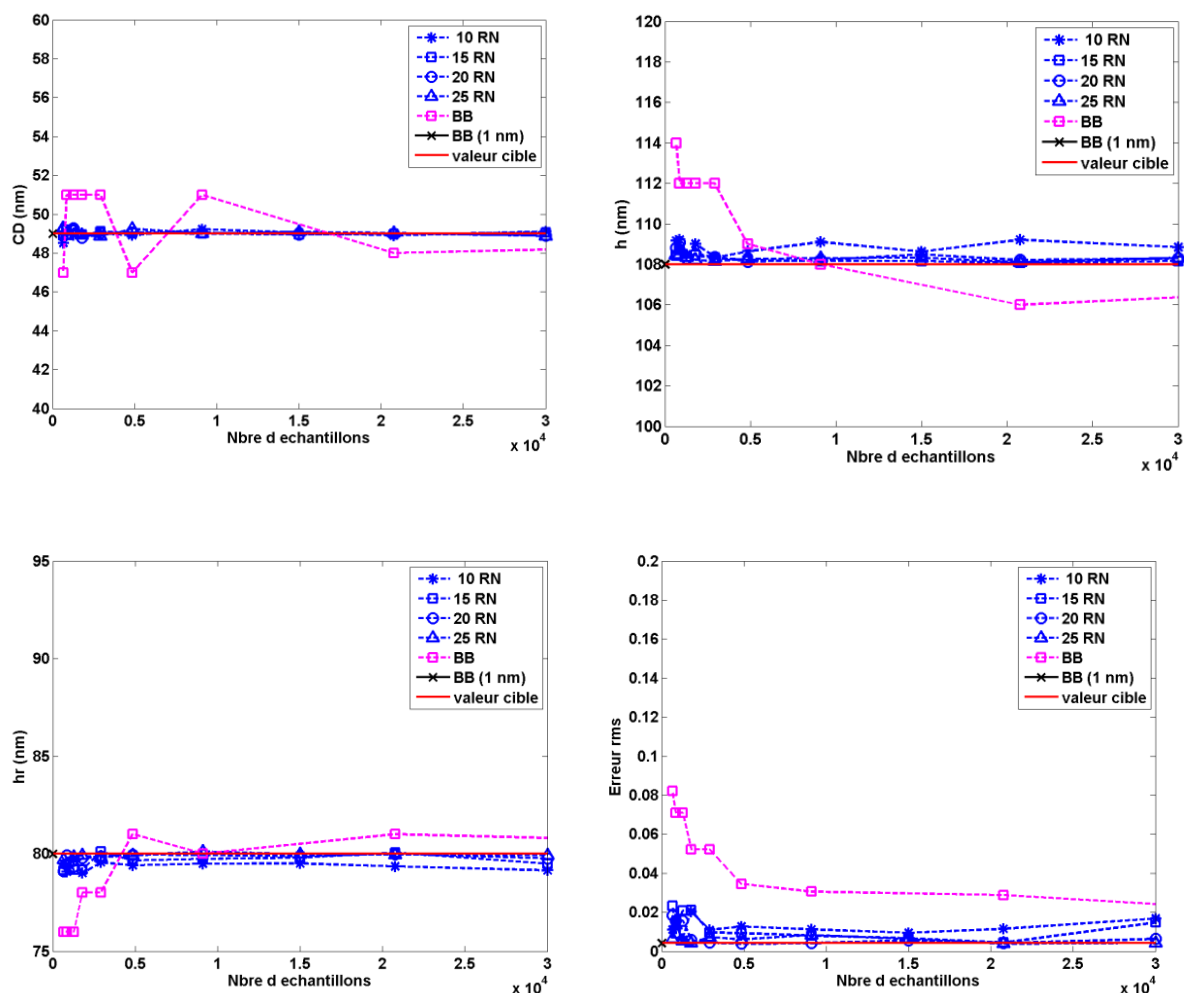 60
58
56
54
52
50
48
46
44
42
40
CD (nm)
0
0.5
1
1.5
2
2.5
3
x 10^4
Nbre d echantillons
10 RN
15 RN
20 RN
25 RN
BB
BB (1 nm)
valeur cible
120
118
116
114
112
110
108
106
104
102
100
h (nm)
0
0.5
1
1.5
2
2.5
3
x 10^4
Nbre d echantillons
10 RN
15 RN
20 RN
25 RN
BB
BB (1 nm)
valeur cible
95
90
85
80
75
hr (nm)
0
0.5
1
1.5
2
2.5
3
x 10^4
Nbre d echantillons
10 RN
15 RN
20 RN
25 RN
BB
BB (1 nm)
valeur cible
0.2
0.18
0.16
0.14
0.12
0.1
0.08
0.06
0.04
0.02
0
Erreur rms
0
0.5
1
1.5
2
2.5
3
x 10^4
Nbre d echantillons
10 RN
15 RN
20 RN
25 RN
BB
BB (1 nm)
valeur cible